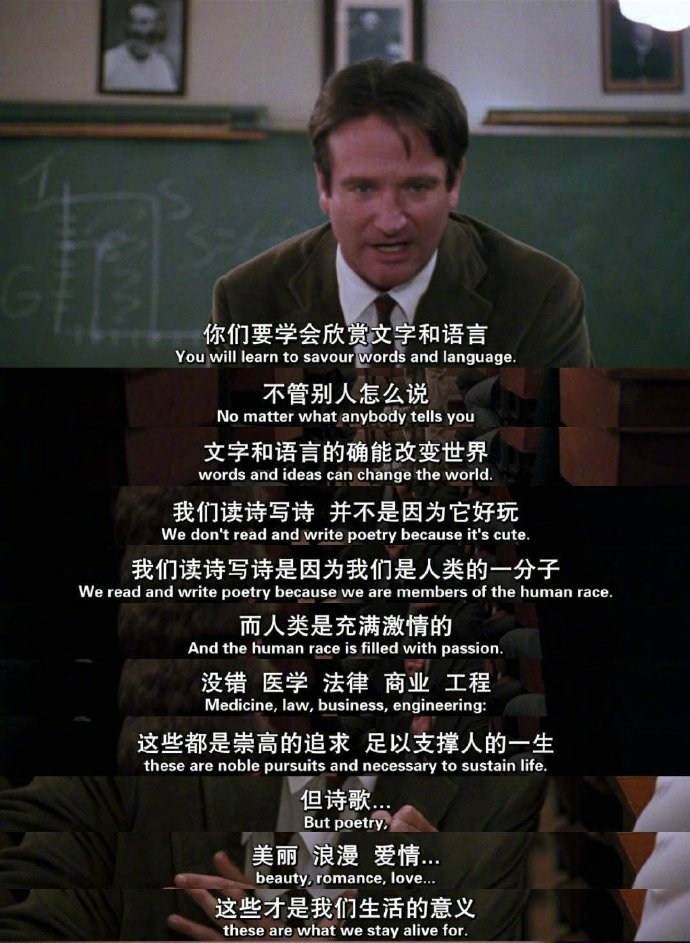 T
S
G
你们要学会欣赏文字和语言
You will learn to savour words and language.
不管别人怎么说
No matter what anybody tells you
文字和语言的确能改变世界
words and ideas can change the world.
我们读诗写诗 并不是因为它好玩
We don't read and write poetry because it's cute.
我们读诗写诗是因为我们是人类的一分子
We read and write poetry because we are members of the human race.
而人类是充满激情的
And the human race is filled with passion.
没错 医学 法律 商业 工程
Medicine, law, business, engineering:
这些都是崇高的追求 足以支撑人的一生
these are noble pursuits and necessary to sustain life.
但诗歌...
But poetry,
美丽 浪漫 爱情...
beauty, romance, love...
这些才是我们生活的意义
these are what we stay alive for.